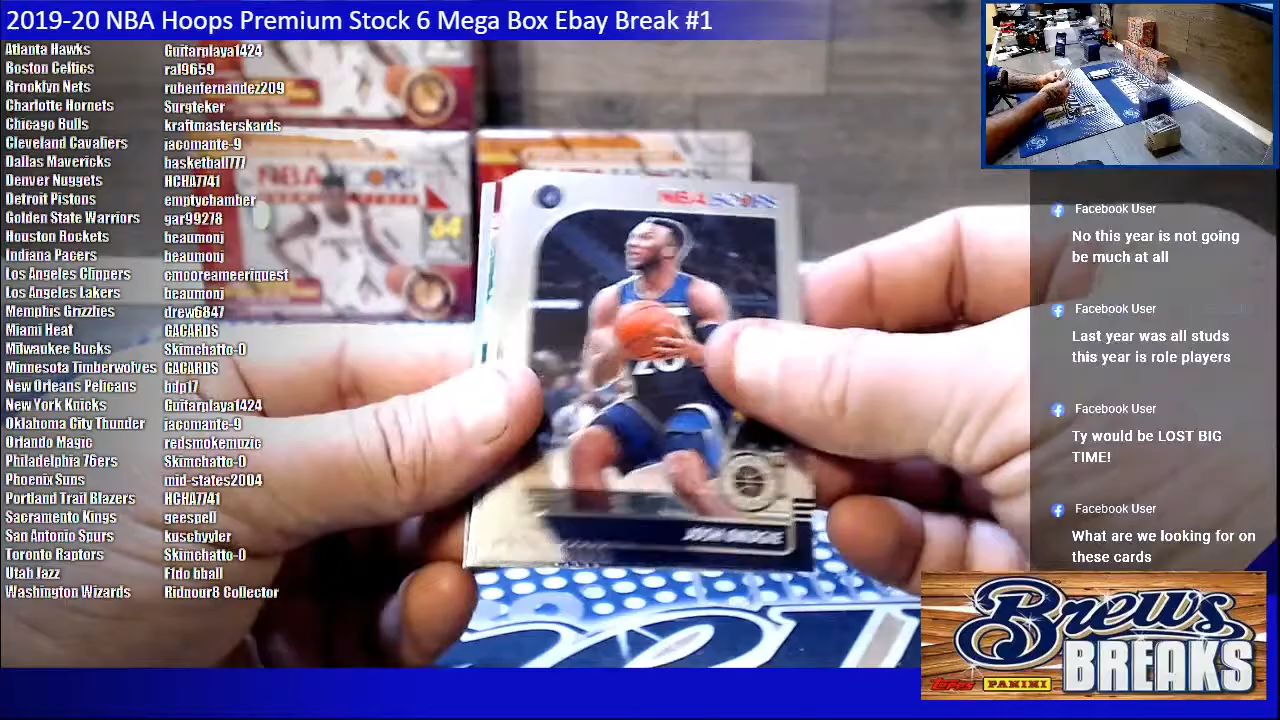 2019-20 NBA Hoops Premium Stock 6 Mega Box Ebay Break #1
Atlanta Hawks Guitarplaya1424
Boston Celtics ral9659
Brooklyn Nets rubenfernandez209
Charlotte Hornets Surgteker
Chicago Bulls kraftmasterskards
Cleveland Cavaliers jacomante-9
Dallas Mavericks basketball777
Denver Nuggets HCHA7741
Detroit Pistons emptychamber
Golden State Warriors gar99278
Houston Rockets beaumonj
Indiana Pacers beaumonj
Los Angeles Clippers emooreameriquest
Los Angeles Lakers beaumonj
Memphis Grizzlies drew6847
Miami Heat GACARDS
Milwaukee Bucks Skimchatto-0
Minnesota Timberwolves GACARDS
New Orleans Pelicans bdp17
New York Knicks Guitarplaya1424
Oklahoma City Thunder jacomante-9
Orlando Magic redsmokemuzic
Philadelphia 76ers Skimchatto-0
Phoenix Suns mid-states2004
Portland Trail Blazers HCHA7741
Sacramento Kings geespell
San Antonio Spurs kuschyyler
Toronto Raptors Skimchatto-0
Utah Jazz Ftdo bball
Washington Wizards Ridnour8 Collector
NBA HOOPS
64
NBA HOOPS
20
JOSH OKOGIE
Facebook User
No this year is not going
be much at all
Facebook User
Last year was all studs
this year is role players
Facebook User
Ty would be LOST BIG
TIME!
Facebook User
What are we looking for on
these cards
Brews
BREAKS
Topps PANINI